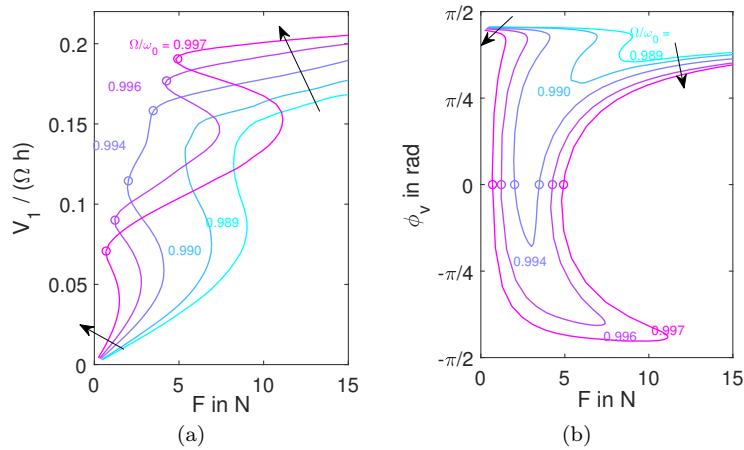 0.2
0.15
0.1
0.05
0
V₁ / (Ω h)
Ω/ω₀ = 0.997
0.996
0.994
0.989
0.990
0 5 10 15
F in N
(a)
π/2
π/4
0
-π/4
-π/2
ϕᵥ in rad
Ω/ω₀ =
0.989
0.990
0.994
0.996
0.997
0 5 10 15
F in N
(b)